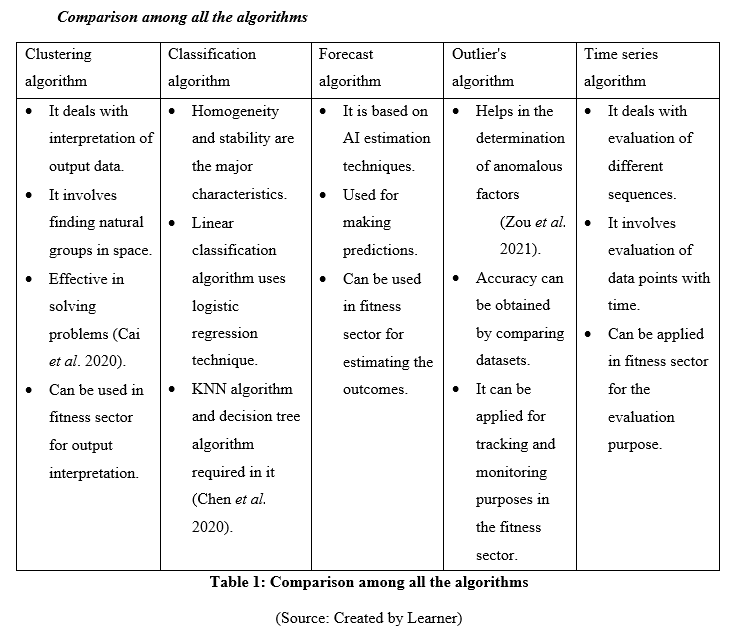 Comparison among all the algorithms
Clustering
algorithm
Classification
algorithm
Forecast
algorithm
Outlier's
algorithm
Time series
algorithm
• It deals with
interpretation of
output data.
• It involves
finding natural
groups in space.
• Effective in
solving
problems (Cai
et al. 2020).
• Can be used in
fitness sector
for output
interpretation.
• Homogeneity
and stability are
the major
characteristics.
• Linear
classification
algorithm uses
logistic
regression
technique.
• KNN algorithm
and decision tree
algorithm
required in it
(Chen et al.
2020).
• It is based on
AI estimation
techniques.
• Used for
making
predictions.
• Can be used
in fitness
sector for
estimating the
outcomes.
• Helps in the
determination
of anomalous
factors
(Zou et al.
2021).
• Accuracy can
be obtained
by comparing
datasets.
• It can be
applied for
tracking and
monitoring
purposes in
the fitness
sector.
• It deals with
evaluation of
different
sequences.
• It involves
evaluation of
data points with
time.
• Can be applied
in fitness sector
for the
evaluation
purpose.
Table 1: Comparison among all the algorithms
(Source: Created by Learner)